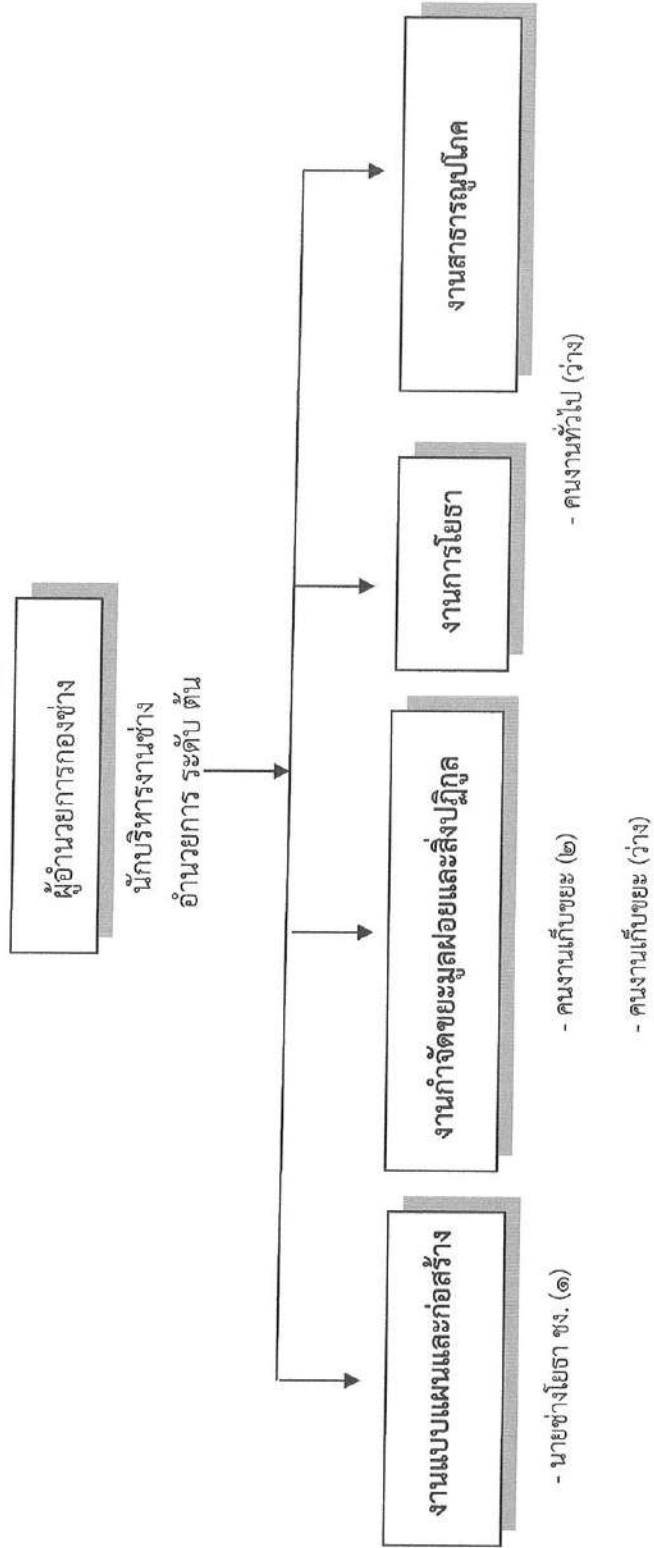 ผู้อำนวยการกองช่าง
นักบริหารงานช่าง
อำนวยการ ระดับ ต้น
งานแบบแผนและก่อสร้าง
- นายช่างโยธา ชง. (๑)
งานกำจัดขยะมูลฝอยและสิ่งปฏิกูล
- คนงานเก็บขยะ (๒)
- คนงานเก็บขยะ (ว่าง)
งานการโยธา
งานสาธารณูปโภค
- คนงานทั่วไป (ว่าง)